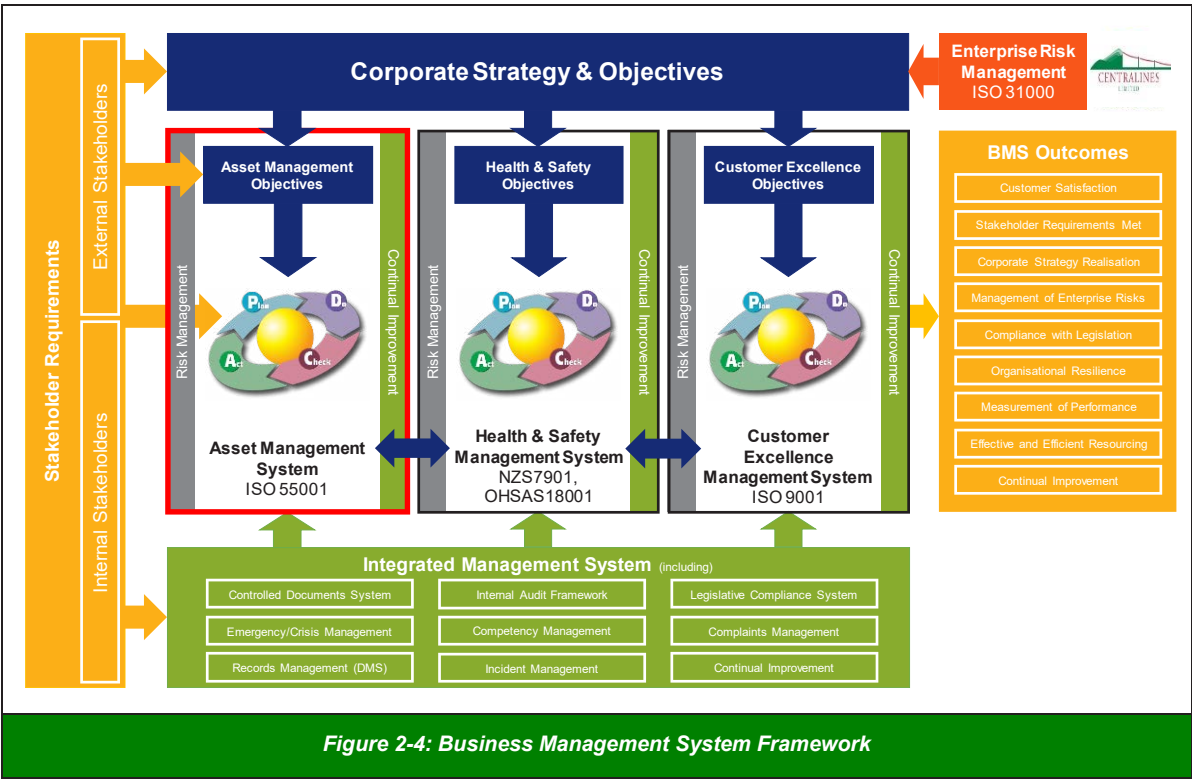 Stakeholder Requirements
External Stakeholders
Internal Stakeholders
Corporate Strategy & Objectives
Enterprise Risk
Management
ISO 31000
CENTRALINES
LIMITED
Risk Management
Asset Management
Objectives
Continual Improvement
Plan
Do
Check
Act
Asset Management
System
ISO 55001
Risk Management
Health & Safety
Objectives
Continual Improvement
Plan
Do
Check
Act
Health & Safety
Management System
NZS7901,
OHSAS18001
Risk Management
Customer Excellence
Objectives
Continual Improvement
Plan
Do
Check
Act
Customer
Excellence
Management System
ISO 9001
BMS Outcomes
Customer Satisfaction
Stakeholder Requirements Met
Corporate Strategy Realisation
Management of Enterprise Risks
Compliance with Legislation
Organisational Resilience
Measurement of Performance
Effective and Efficient Resourcing
Continual Improvement
Integrated Management System (including)
Controlled Documents System
Internal Audit Framework
Legislative Compliance System
Emergency/Crisis Management
Competency Management
Complaints Management
Records Management (DMS)
Incident Management
Continual Improvement
Figure 2-4: Business Management System Framework